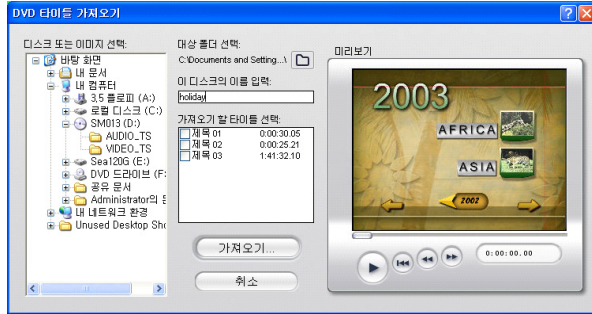 DVD 타이틀 가져오기
디스크 또는 이미지 선택:
바탕 화면
내 문서
내 컴퓨터
3,5 플로피 (A:)
로컬 디스크 (C:)
SM013 (D:)
AUDIO_TS
VIDEO_TS
Sea120G (E:)
DVD 드라이브 (F:
공유 문서
Administrator의
내 네트워크 환경
Unused Desktop Sho
대상 폴더 선택:
C:\Documents and Setting...\
이 디스크의 이름 입력:
holiday
가져오기 할 타이틀 선택:
제목 01 0:00:30.05
제목 02 0:00:25.21
제목 03 1:41:32.10
가져오기...
취소
미리보기
2003
AFRICA
ASIA
2002
0:00:00.00